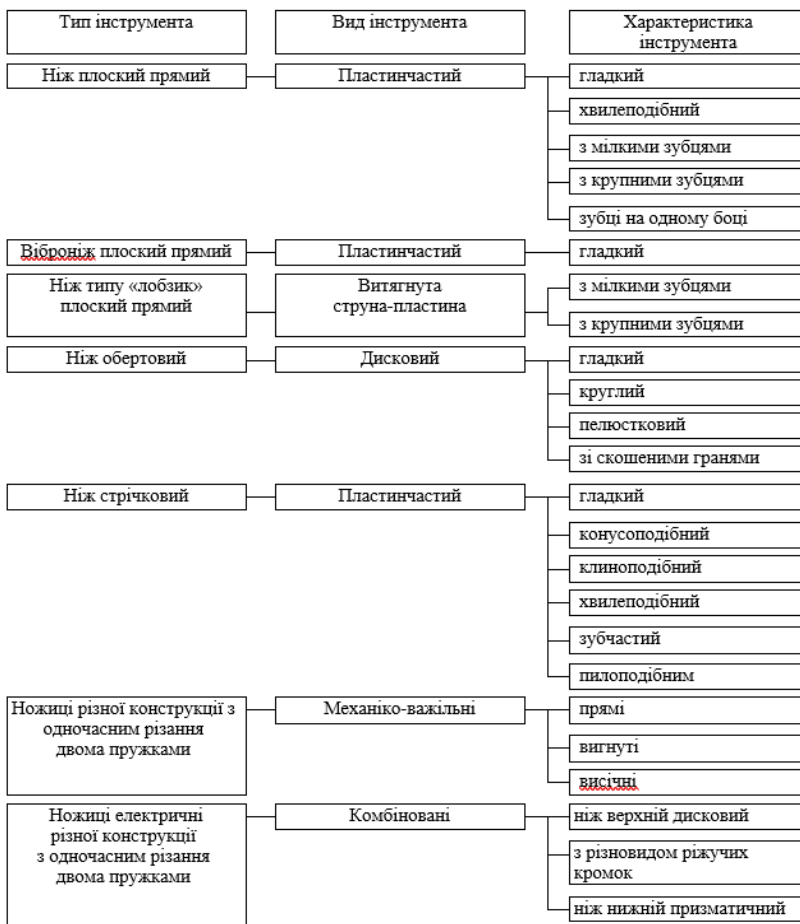 Тип інструмента
Вид інструмента
Характеристика
інструмента
Ніж плоский прямий
Пластинчастий
гладкий
хвилеподібний
з мілкими зубцями
з крупними зубцями
зубці на одному боці
Віброніж плоский прямий
Пластинчастий
гладкий
Ніж типу «лобзик»
плоский прямий
Витягнута
струна-пластина
з мілкими зубцями
з крупними зубцями
Ніж обертовий
Дисковий
гладкий
круглий
пелюстковий
зі скошеними гранями
Ніж стрічковий
Пластинчастий
гладкий
конусоподібний
клиноподібний
хвилеподібний
зубчастий
пилоподібним
Ножиці різної конструкції з
одночасним різання
двома пружками
Механіко-важільні
прямі
вигнуті
висічні
Ножиці електричні
різної конструкції
з одночасним різання
двома пружками
Комбіновані
ніж верхній дисковий
з різновидом ріжучих
кромок
ніж нижній призматичний